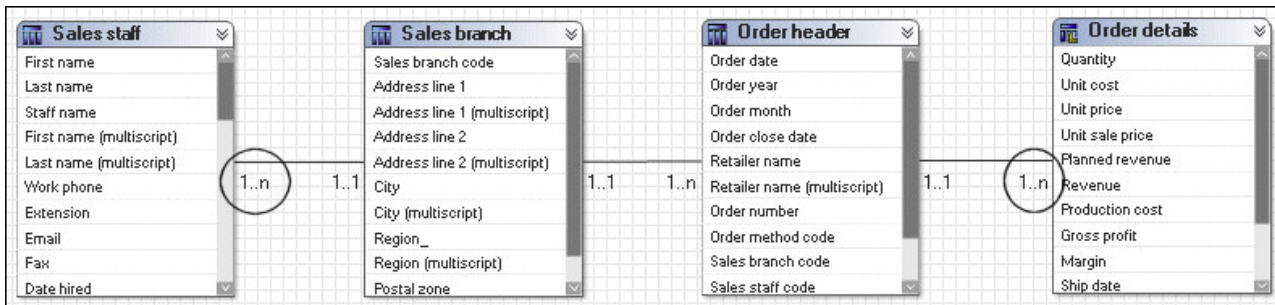 Sales staff
First name
Last name
Staff name
First name (multiscript)
Last name (multiscript)
Work phone
Extension
Email
Fax
Date hired
1..n
1..1
Sales branch
Sales branch code
Address line 1
Address line 1 (multiscript)
Address line 2
Address line 2 (multiscript)
City
City (multiscript)
Region_
Region (multiscript)
Postal zone
1..1
1..n
Order header
Order date
Order year
Order month
Order close date
Retailer name
Retailer name (multiscript)
Order number
Order method code
Sales branch code
Sales staff code
1..1
1..n
Order details
Quantity
Unit cost
Unit price
Unit sale price
Planned revenue
Revenue
Production cost
Gross profit
Margin
Ship date